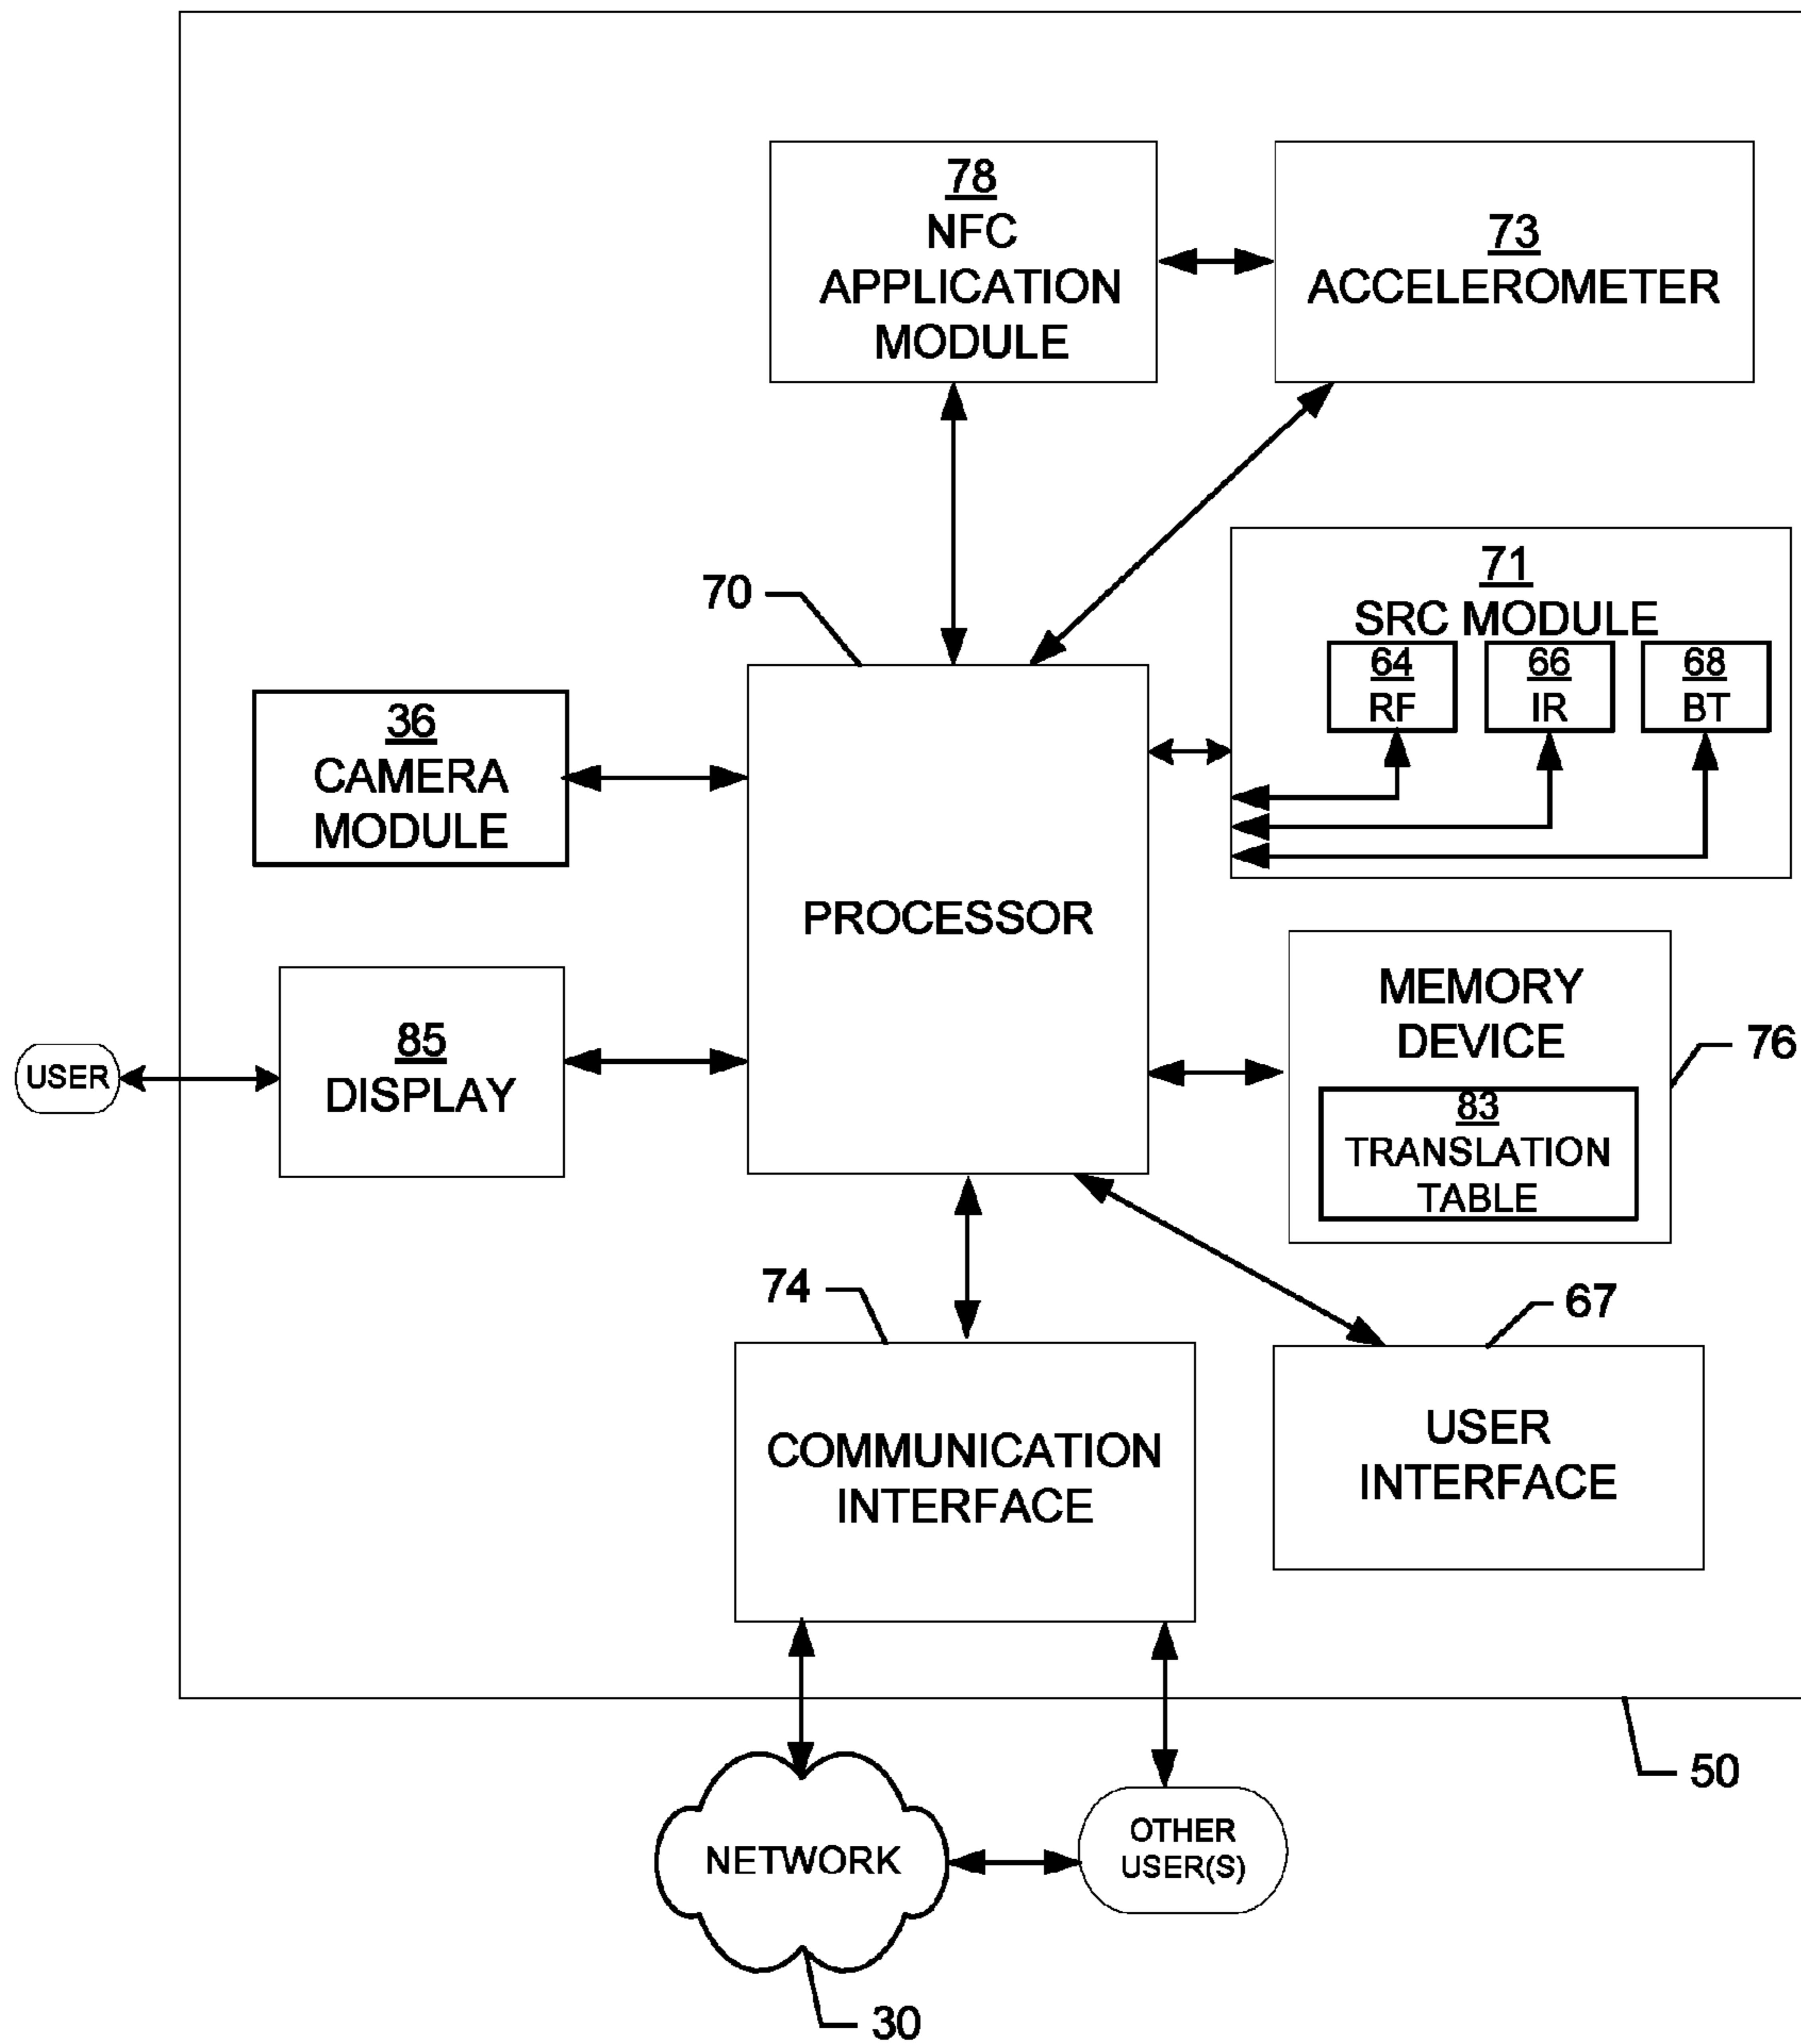 78
NFC
APPLICATION
MODULE
73
ACCELEROMETER
70
71
SRC MODULE
64
RF
66
IR
68
BT
36
CAMERA
MODULE
PROCESSOR
MEMORY
DEVICE
76
83
TRANSLATION
TABLE
USER
85
DISPLAY
74
67
COMMUNICATION
INTERFACE
USER
INTERFACE
50
NETWORK
OTHER
USER(S)
30